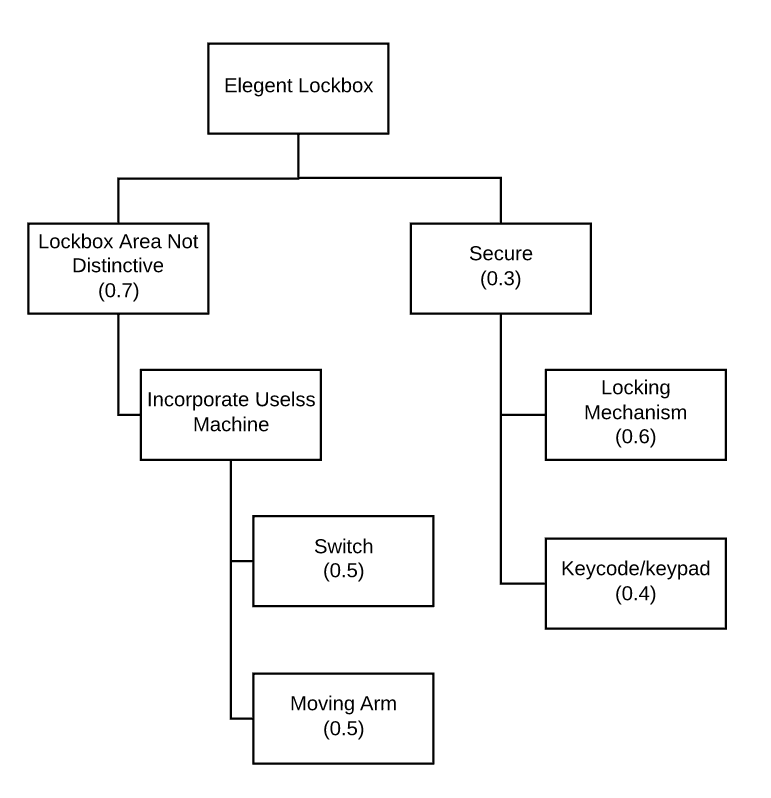 Elegent Lockbox
Lockbox Area Not
Distinctive
(0.7)
Secure
(0.3)
Incorporate Uselss
Machine
Locking
Mechanism
(0.6)
Switch
(0.5)
Keycode/keypad
(0.4)
Moving Arm
(0.5)